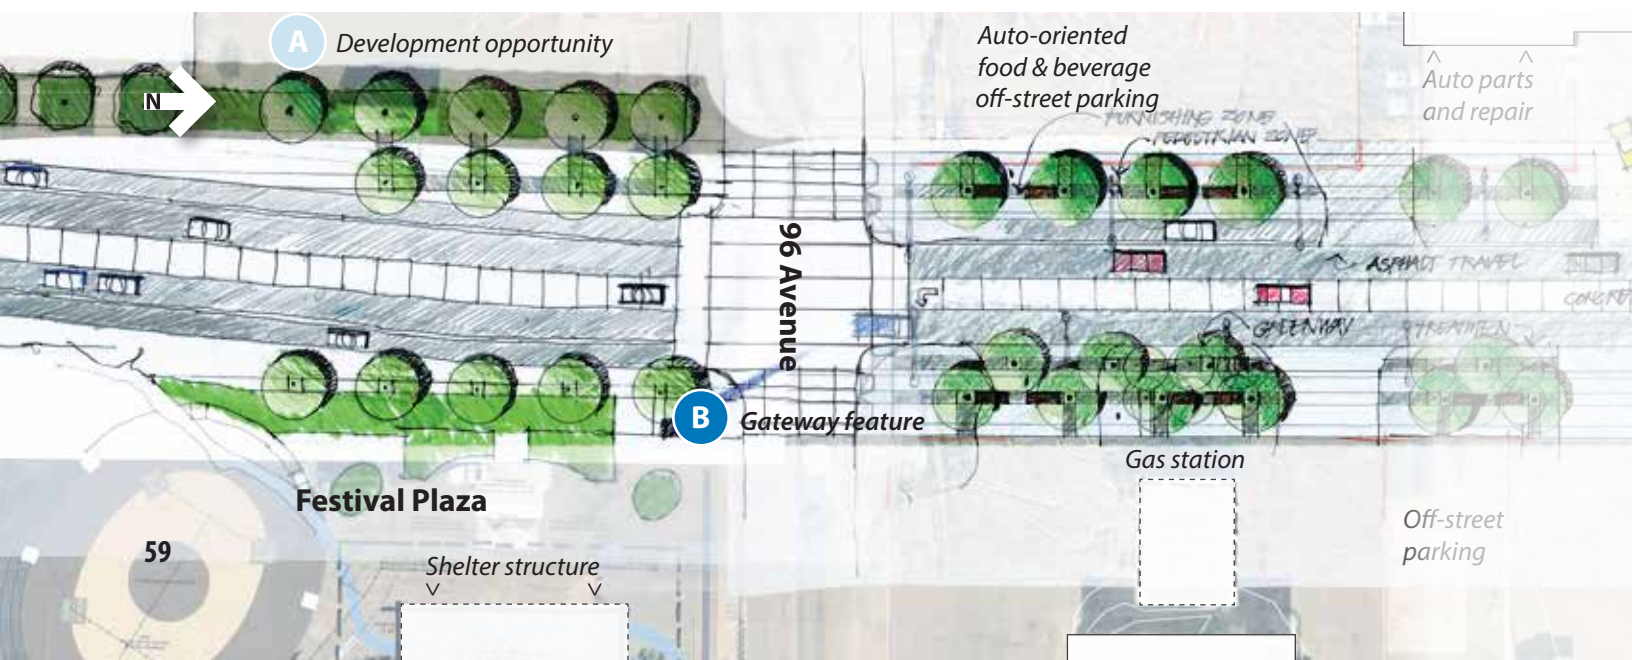 A
Development opportunity
Auto-oriented
food & beverage
off-street parking
Auto parts
and repair
N
FURNISHING ZONE
PEDESTRIAN ZONE
96 Avenue
ASPHALT TRAVEL
GREENWAY
B
Gateway feature
Gas station
Festival Plaza
Off-street
parking
59
Shelter structure